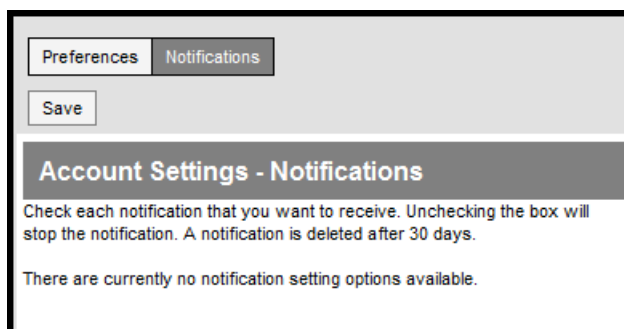 Preferences Notifications
Save
Account Settings - Notifications
Check each notification that you want to receive. Unchecking the box will
stop the notification. A notification is deleted after 30 days.
There are currently no notification setting options available.